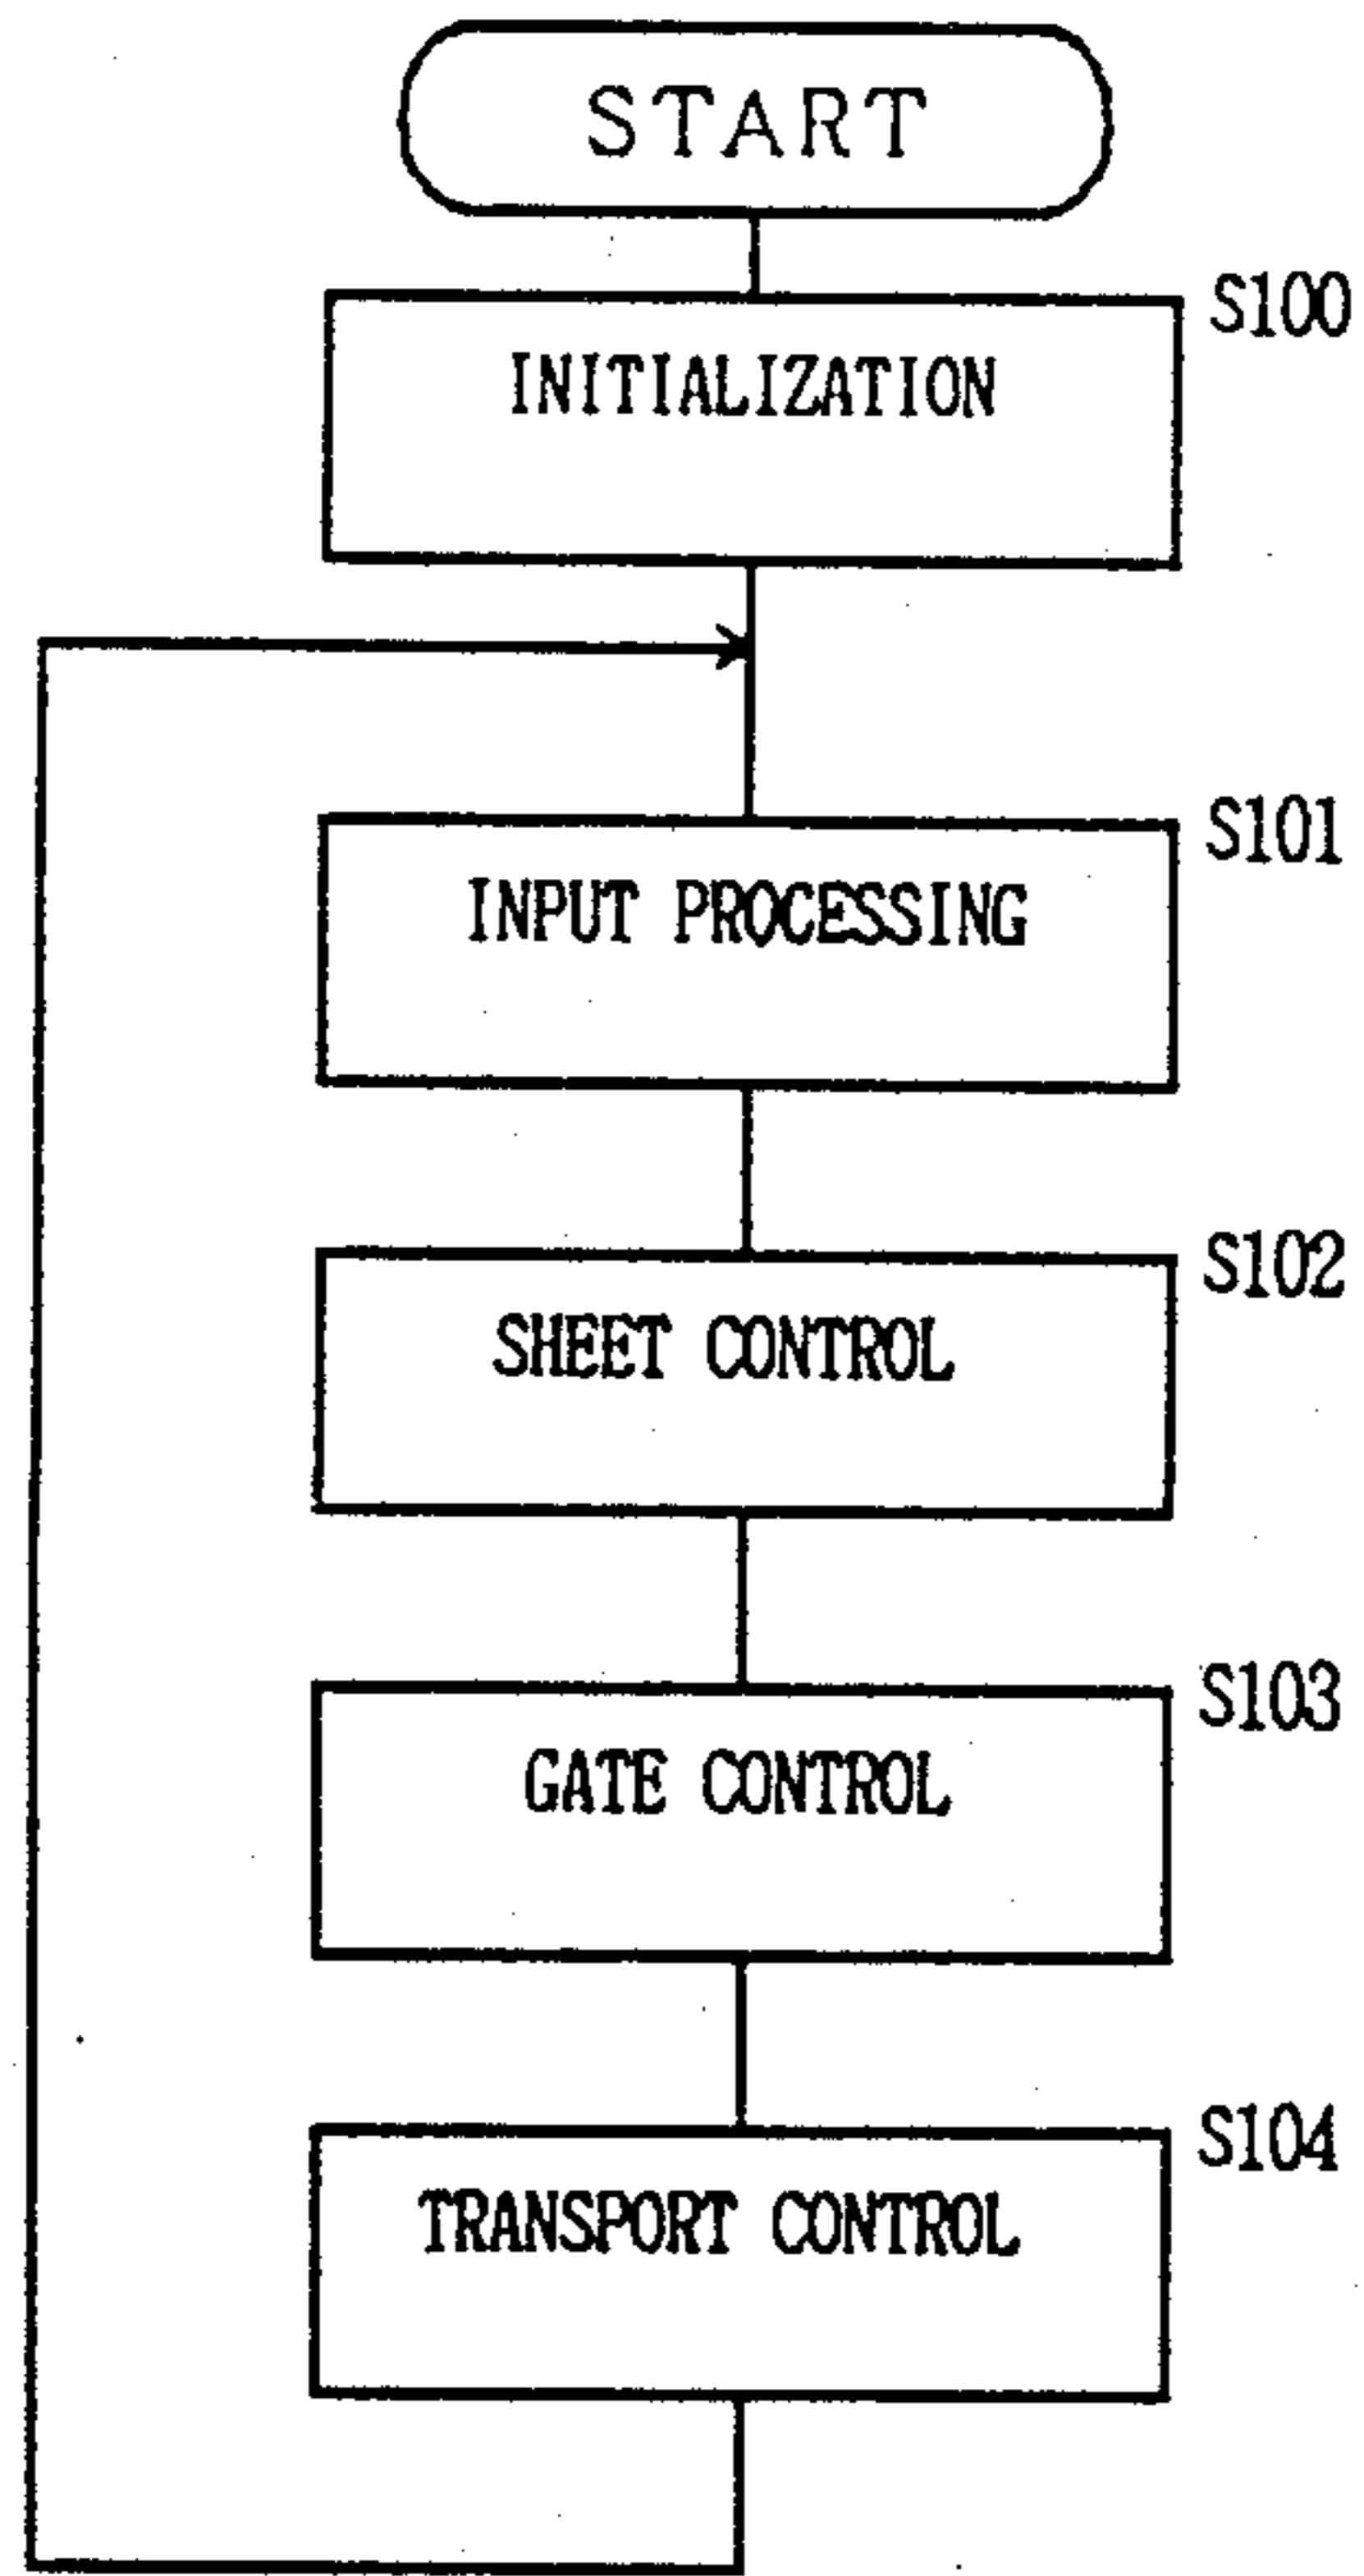 START
S100
INITIALIZATION
S101
INPUT PROCESSING
S102
SHEET CONTROL
S103
GATE CONTROL
S104
TRANSPORT CONTROL